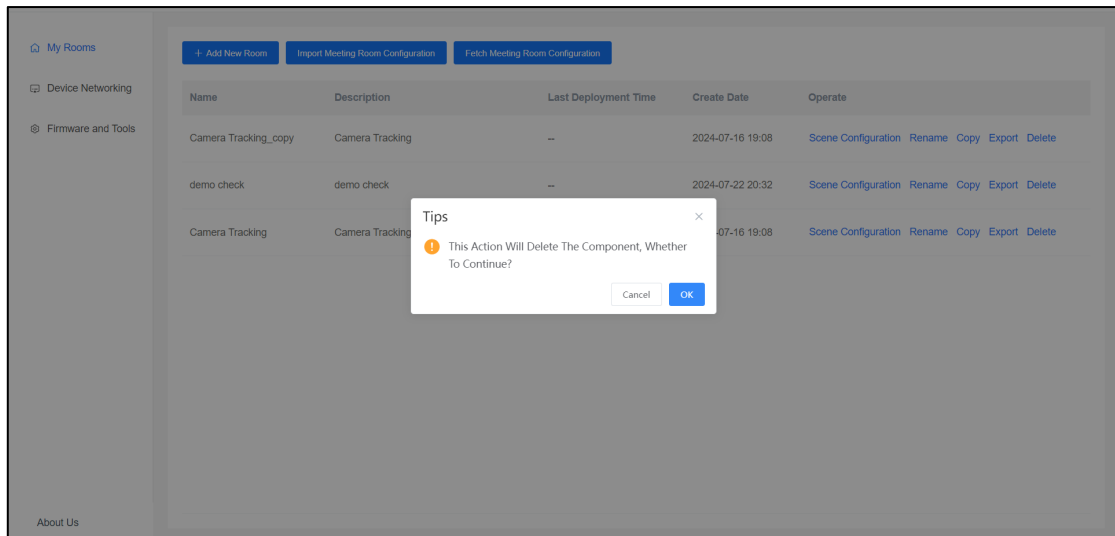 My Rooms
Device Networking
Firmware and Tools
About Us
+ Add New Room Import Meeting Room Configuration Fetch Meeting Room Configuration
Name Description Last Deployment Time Create Date Operate
Camera Tracking_copy Camera Tracking -- 2024-07-16 19:08 Scene Configuration Rename Copy Export Delete
demo check demo check -- 2024-07-22 20:32 Scene Configuration Rename Copy Export Delete
Camera Tracking Camera Tracking -07-16 19:08 Scene Configuration Rename Copy Export Delete
Tips
This Action Will Delete The Component, Whether
To Continue?
Cancel OK